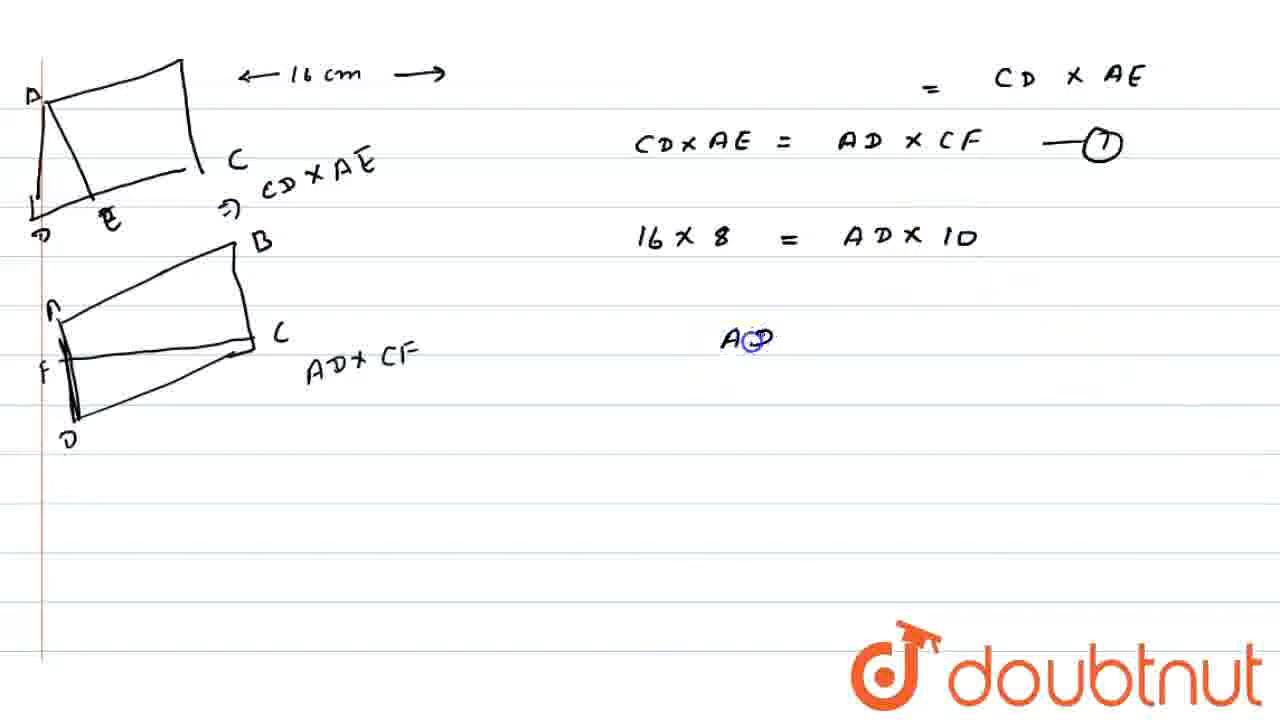 A
← 16 cm →
C
D
E
⇒ CD × AE
B
A
C
F
AD × CF
D
= CD × AE
CD × AE = AD × CF — ①
16 × 8 = AD × 10
AD
doubtnut